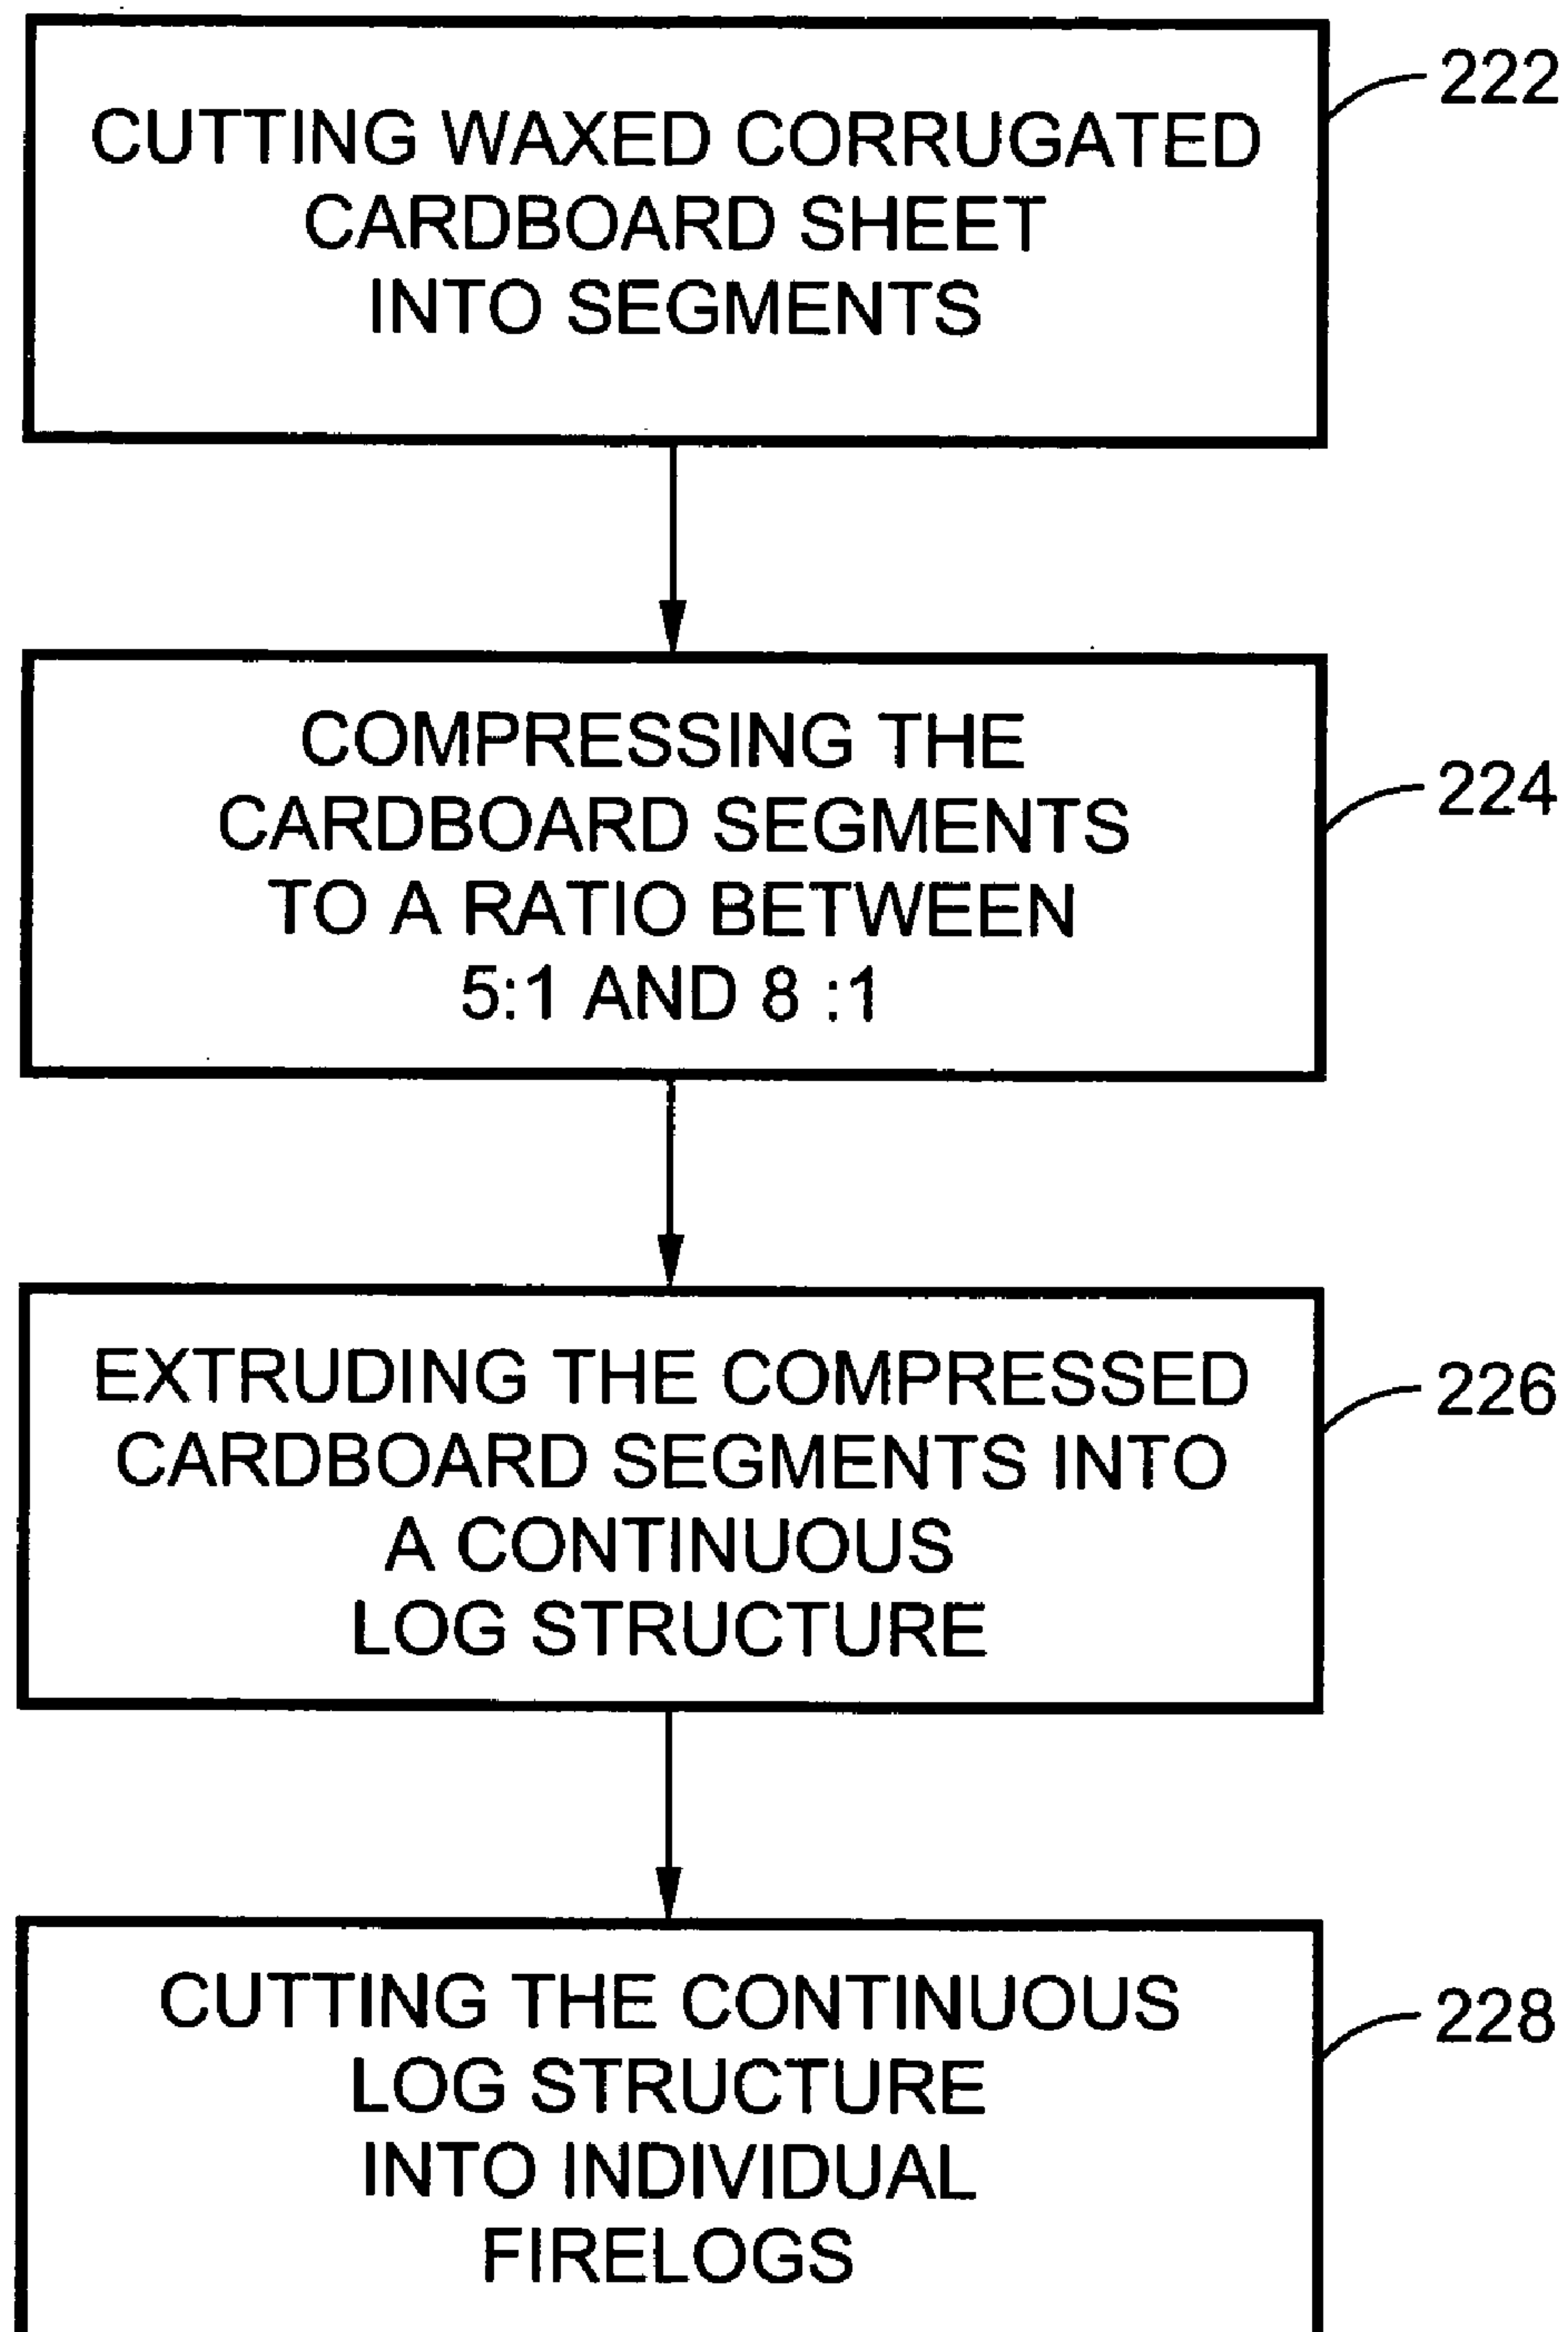 CUTTING WAXED CORRUGATED
CARDBOARD SHEET
INTO SEGMENTS
222
COMPRESSING THE
CARDBOARD SEGMENTS
TO A RATIO BETWEEN
5:1 AND 8 :1
224
EXTRUDING THE COMPRESSED
CARDBOARD SEGMENTS INTO
A CONTINUOUS
LOG STRUCTURE
226
CUTTING THE CONTINUOUS
LOG STRUCTURE
INTO INDIVIDUAL
FIRELOGS
228